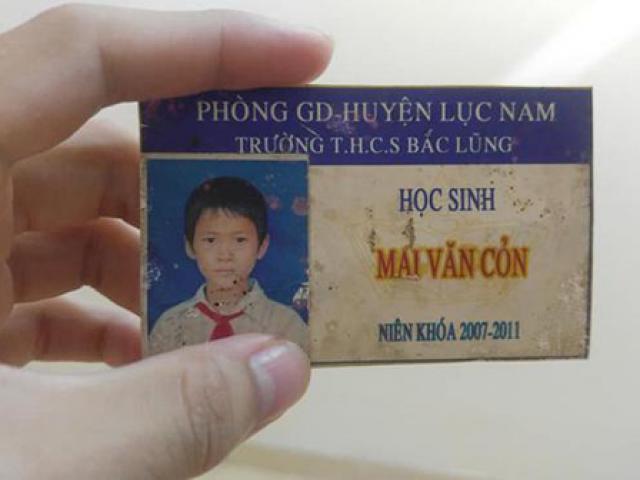 PHÒNG GD-HUYỆN LỤC NAM
TRƯỜNG T.H.C.S BẮC LŨNG
HỌC SINH
MAI VĂN CỎN
NIÊN KHÓA 2007-2011